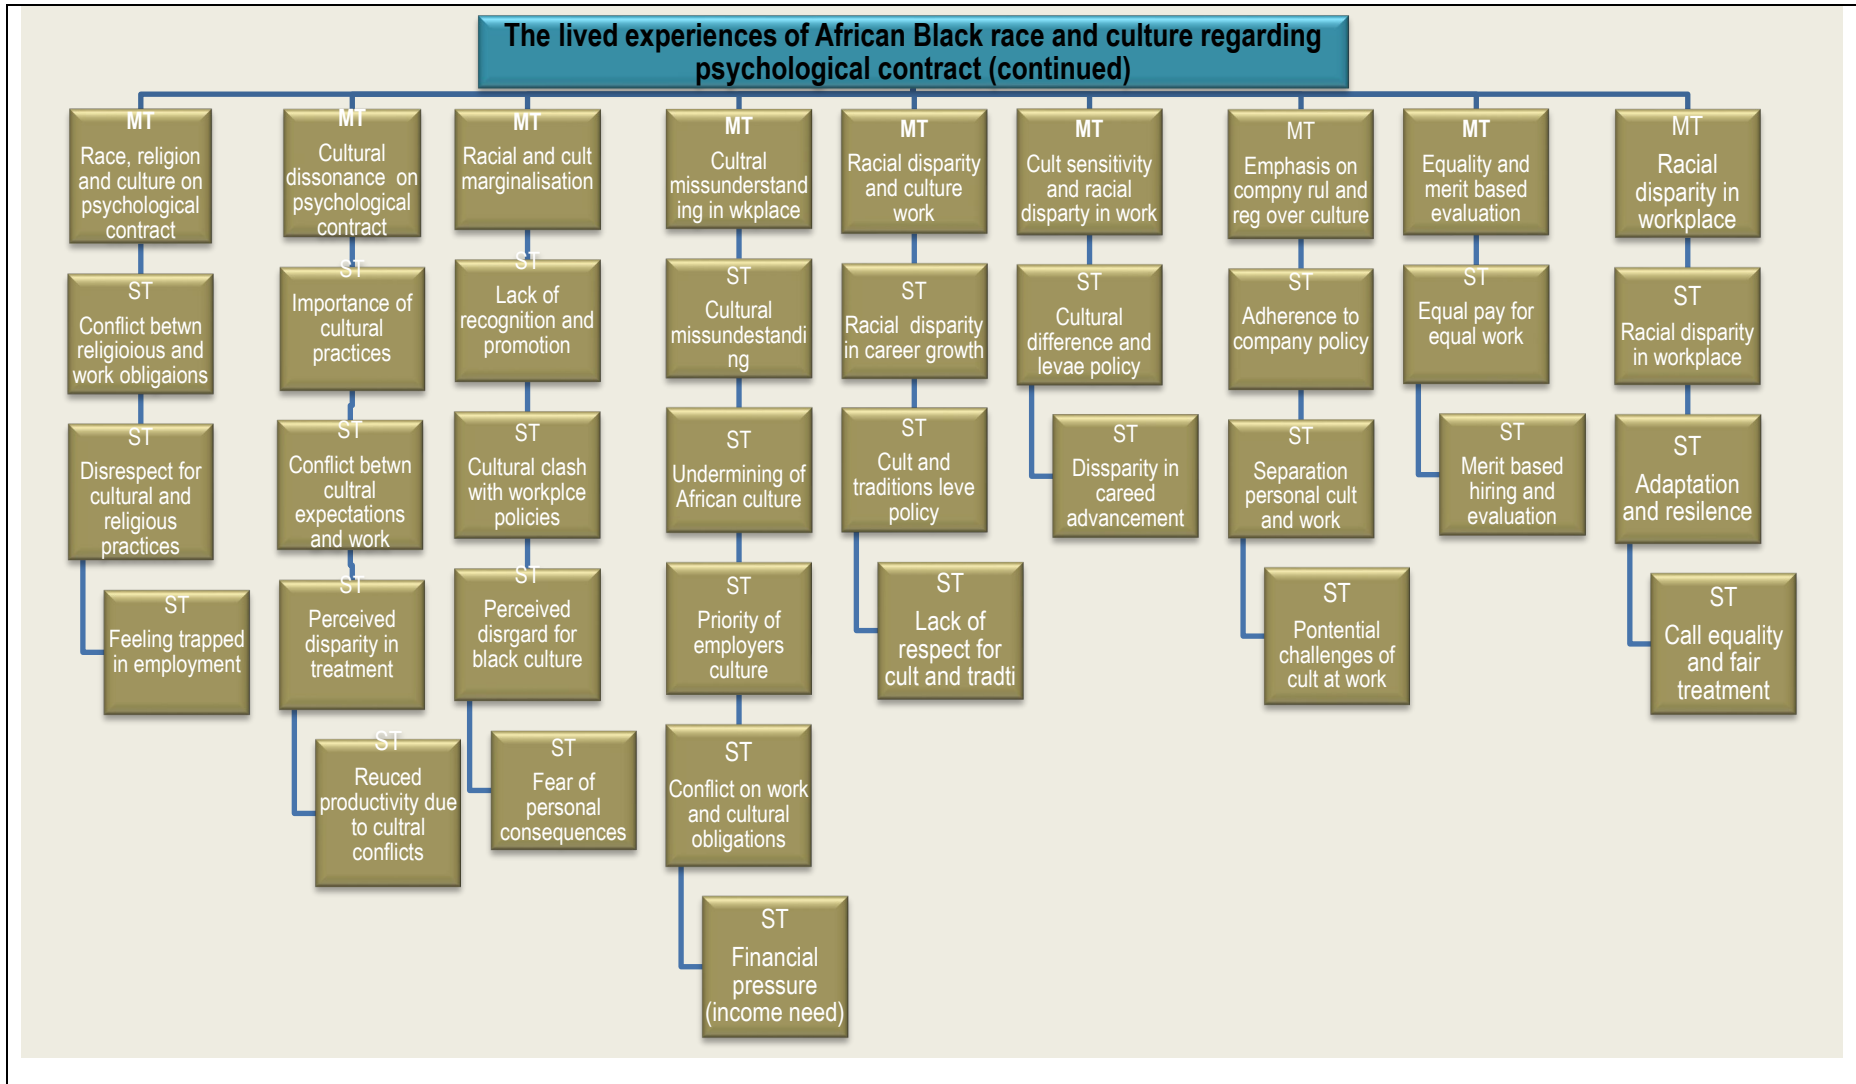 The lived experiences of African Black race and culture regarding
psychological contract (continued)
MT
Race, religion
and culture on
psychological
contract
ST
Conflict betwn
religioious and
work obligaions
ST
Disrespect for
cultural and
religious
practices
ST
Feeling trapped
in employment
MT
Cultural
dissonance on
psychological
contract
ST
Importance of
cultural
practices
ST
Conflict betwn
cultral
expectations
and work
ST
Perceived
disparity in
treatment
ST
Reuced
productivity due
to cultral
conflicts
MT
Racial and cult
marginalisation
ST
Lack of
recognition and
promotion
ST
Cultural clash
with workplce
policies
ST
Perceived
disrgard for
black culture
ST
Fear of
personal
consequences
MT
Cultral
missunderstand
ing in wkplace
ST
Cultural
missundestandi
ng
ST
Undermining of
African culture
ST
Priority of
employers
culture
ST
Conflict on work
and cultural
obligations
ST
Financial
pressure
(income need)
MT
Racial disparity
and culture
work
ST
Racial disparity
in career growth
ST
Cult and
traditions leve
policy
ST
Lack of
respect for
cult and tradti
MT
Cult sensitivity
and racial
disparty in work
ST
Cultural
difference and
levae policy
ST
Dissparity in
careed
advancement
MT
Emphasis on
compny rul and
reg over culture
ST
Adherence to
company policy
ST
Separation
personal cult
and work
ST
Pontential
challenges of
cult at work
MT
Equality and
merit based
evaluation
ST
Equal pay for
equal work
ST
Merit based
hiring and
evaluation
MT
Racial
disparity in
workplace
ST
Racial disparity
in workplace
ST
Adaptation
and resilence
ST
Call equality
and fair
treatment